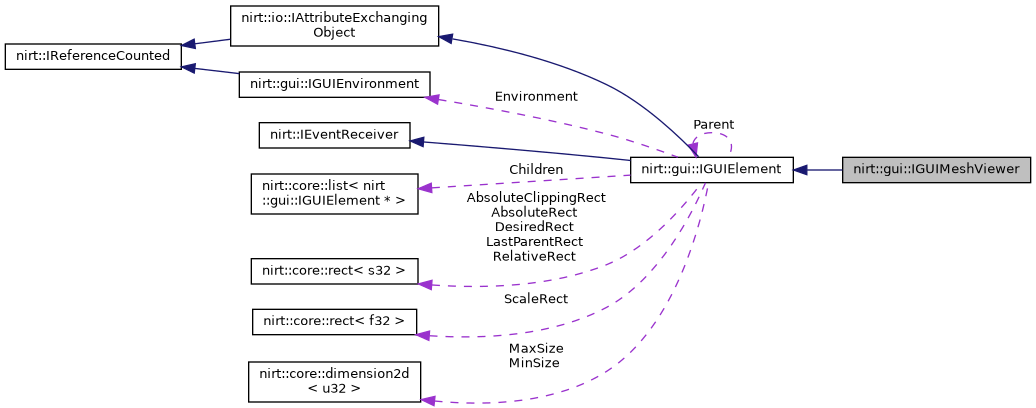 nirt::io::IAttributeExchanging
Object
nirt::IReferenceCounted
nirt::gui::IGUIEnvironment
Environment
nirt::IEventReceiver
Parent
nirt::gui::IGUIElement
nirt::gui::IGUIMeshViewer
Children
nirt::core::list< nirt
::gui::IGUIElement * >
AbsoluteClippingRect
AbsoluteRect
DesiredRect
LastParentRect
RelativeRect
nirt::core::rect< s32 >
ScaleRect
nirt::core::rect< f32 >
MaxSize
MinSize
nirt::core::dimension2d
< u32 >